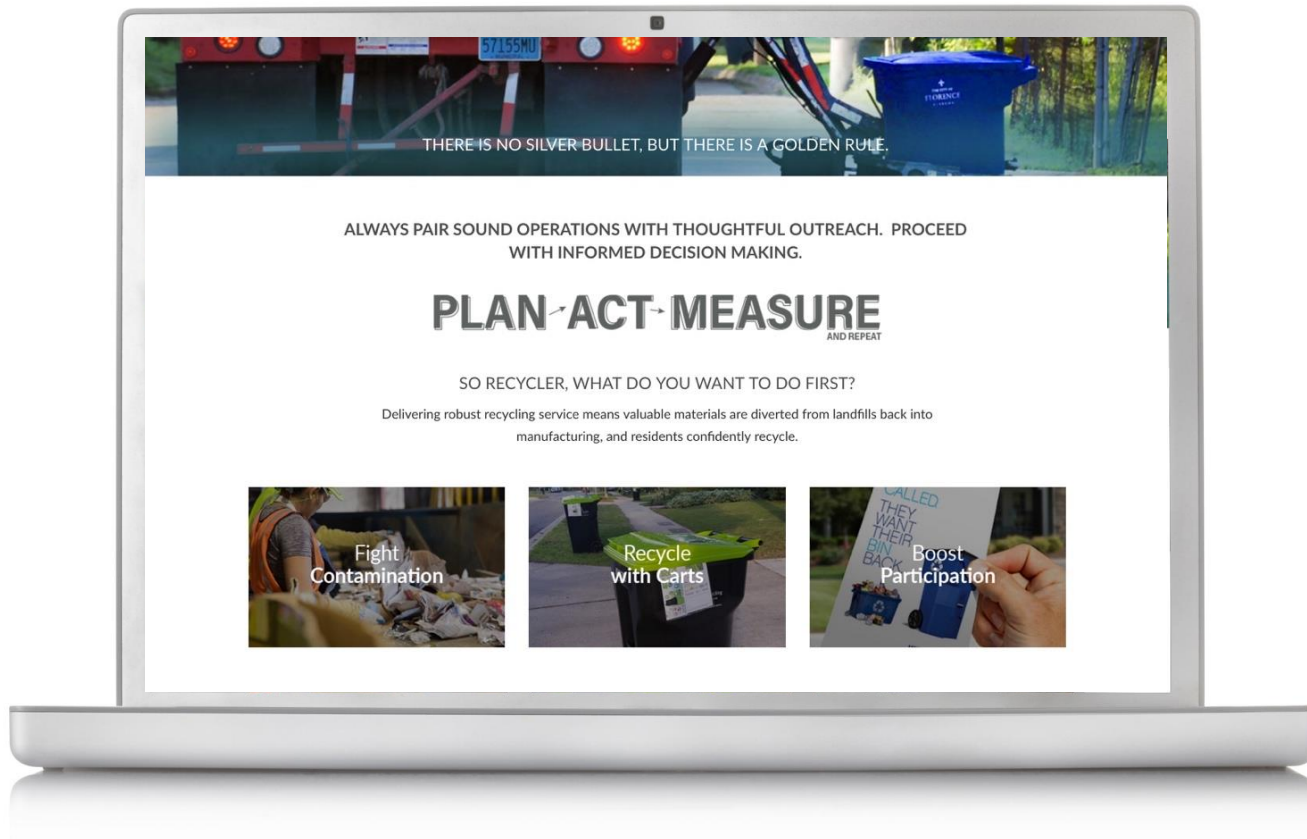 57155MU
FLORENCE
THERE IS NO SILVER BULLET, BUT THERE IS A GOLDEN RULE.
ALWAYS PAIR SOUND OPERATIONS WITH THOUGHTFUL OUTREACH. PROCEED
WITH INFORMED DECISION MAKING.
PLAN ACT MEASURE
AND REPEAT
SO RECYCLER, WHAT DO YOU WANT TO DO FIRST?
Delivering robust recycling service means valuable materials are diverted from landfills back into
manufacturing, and residents confidently recycle.
Fight
Contamination
Recycle
with Carts
CALLED.
THEY
WANT
THEIR
BIN
BACK.
Boost
Participation